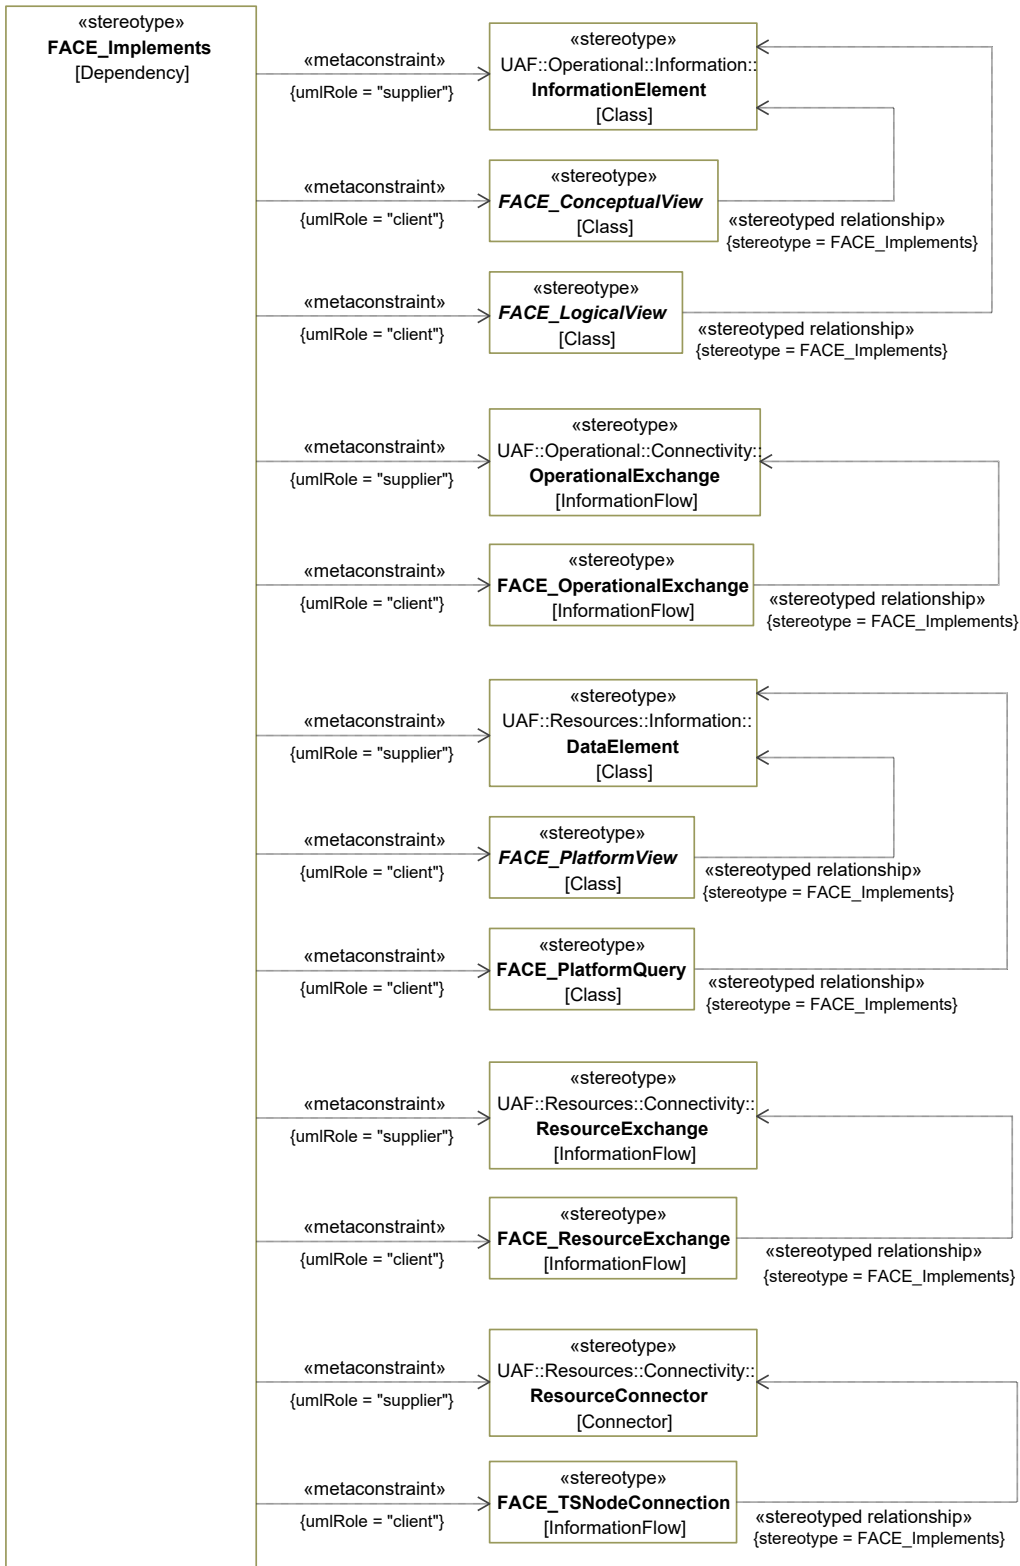 «stereotype»
FACE_Implements
[Dependency]
«metaconstraint»
{umlRole = "supplier"}
«stereotype»
UAF::Operational::Information::
InformationElement
[Class]
«metaconstraint»
{umlRole = "client"}
«stereotype»
FACE_ConceptualView
[Class]
«stereotyped relationship»
{stereotype = FACE_Implements}
«metaconstraint»
{umlRole = "client"}
«stereotype»
FACE_LogicalView
[Class]
«stereotyped relationship»
{stereotype = FACE_Implements}
«metaconstraint»
{umlRole = "supplier"}
«stereotype»
UAF::Operational::Connectivity::
OperationalExchange
[InformationFlow]
«metaconstraint»
{umlRole = "client"}
«stereotype»
FACE_OperationalExchange
[InformationFlow]
«stereotyped relationship»
{stereotype = FACE_Implements}
«metaconstraint»
{umlRole = "supplier"}
«stereotype»
UAF::Resources::Information::
DataElement
[Class]
«metaconstraint»
{umlRole = "client"}
«stereotype»
FACE_PlatformView
[Class]
«stereotyped relationship»
{stereotype = FACE_Implements}
«metaconstraint»
{umlRole = "client"}
«stereotype»
FACE_PlatformQuery
[Class]
«stereotyped relationship»
{stereotype = FACE_Implements}
«metaconstraint»
{umlRole = "supplier"}
«stereotype»
UAF::Resources::Connectivity::
ResourceExchange
[InformationFlow]
«metaconstraint»
{umlRole = "client"}
«stereotype»
FACE_ResourceExchange
[InformationFlow]
«stereotyped relationship»
{stereotype = FACE_Implements}
«metaconstraint»
{umlRole = "supplier"}
«stereotype»
UAF::Resources::Connectivity::
ResourceConnector
[Connector]
«metaconstraint»
{umlRole = "client"}
«stereotype»
FACE_TSNodeConnection
[InformationFlow]
«stereotyped relationship»
{stereotype = FACE_Implements}